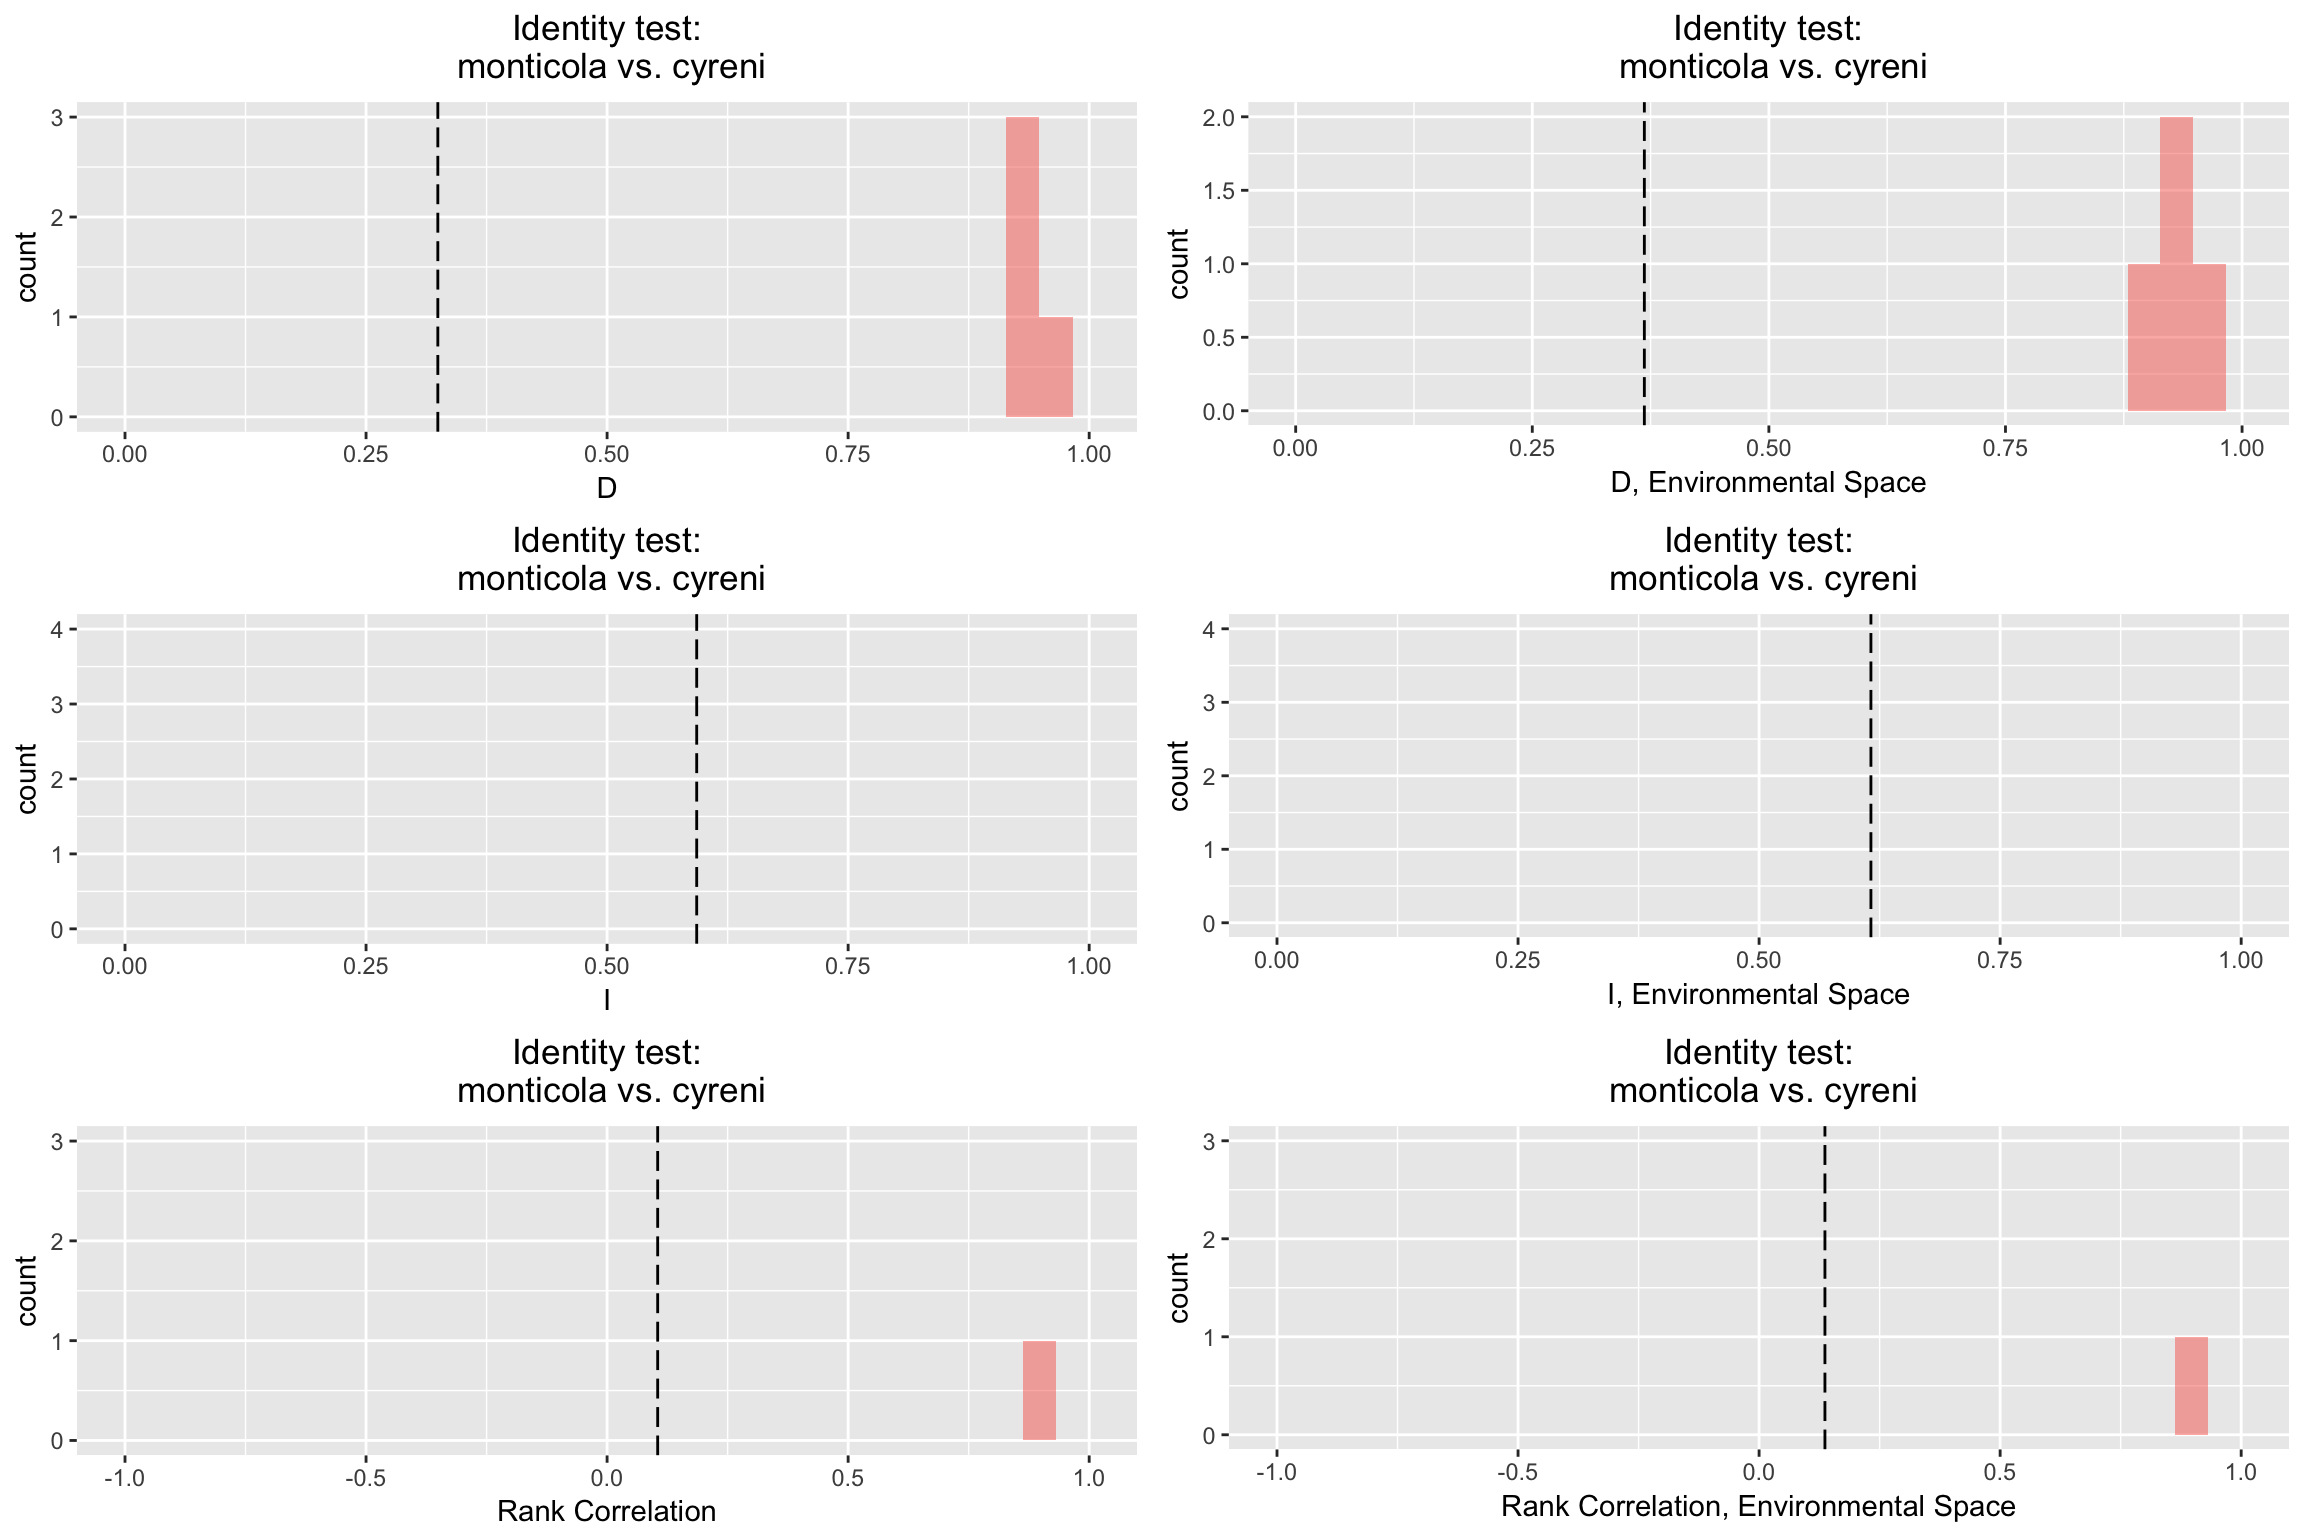 Identity test:
monticola vs. cyreni
3
2
1
0
count
0.00 0.25 0.50 0.75 1.00
D
Identity test:
monticola vs. cyreni
2.0
1.5
1.0
0.5
0.0
count
0.00 0.25 0.50 0.75 1.00
D, Environmental Space
Identity test:
monticola vs. cyreni
4
3
2
1
0
count
0.00 0.25 0.50 0.75 1.00
I
Identity test:
monticola vs. cyreni
4
3
2
1
0
count
0.00 0.25 0.50 0.75 1.00
I, Environmental Space
Identity test:
monticola vs. cyreni
3
2
1
0
count
-1.0 -0.5 0.0 0.5 1.0
Rank Correlation
Identity test:
monticola vs. cyreni
3
2
1
0
count
-1.0 -0.5 0.0 0.5 1.0
Rank Correlation, Environmental Space